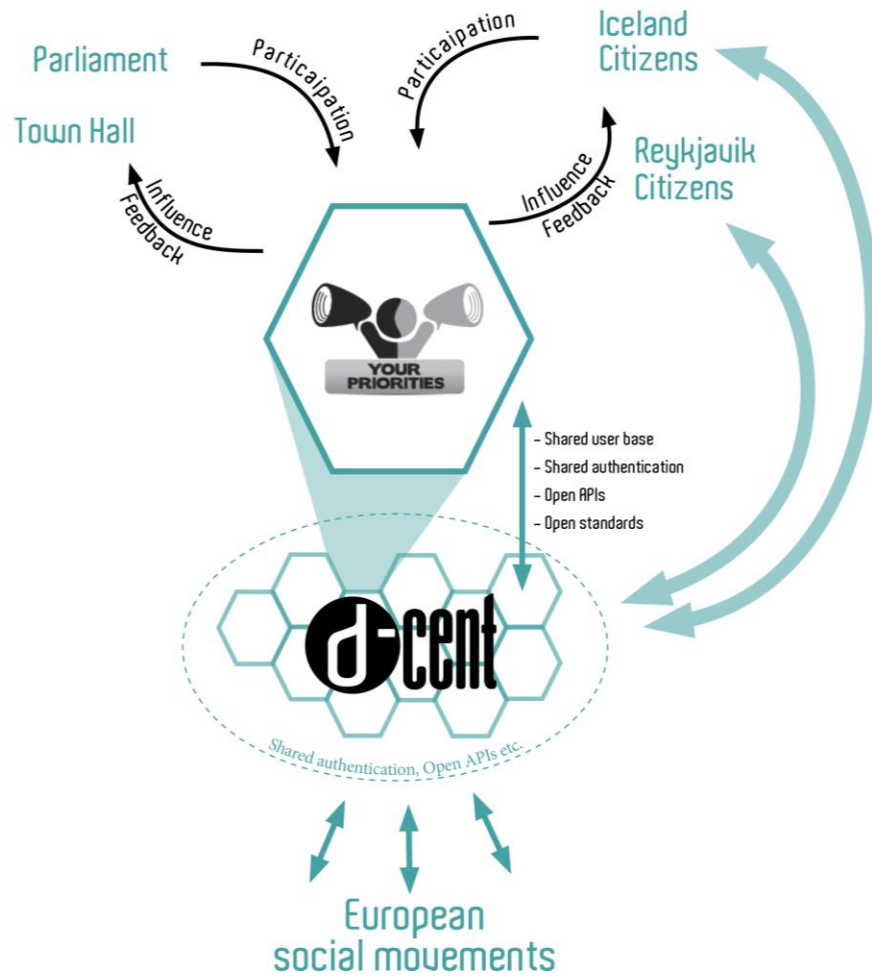 Parliament
Town Hall
Particaipation
Particaipation
Iceland
Citizens
Reykjavik
Citizens
Influence
Feedback
Influence
Feedback
YOUR
PRIORITIES
- Shared user base
- Shared authentication
- Open APIs
- Open standards
d-cent
Shared authentication, Open APIs etc.
European
social movements